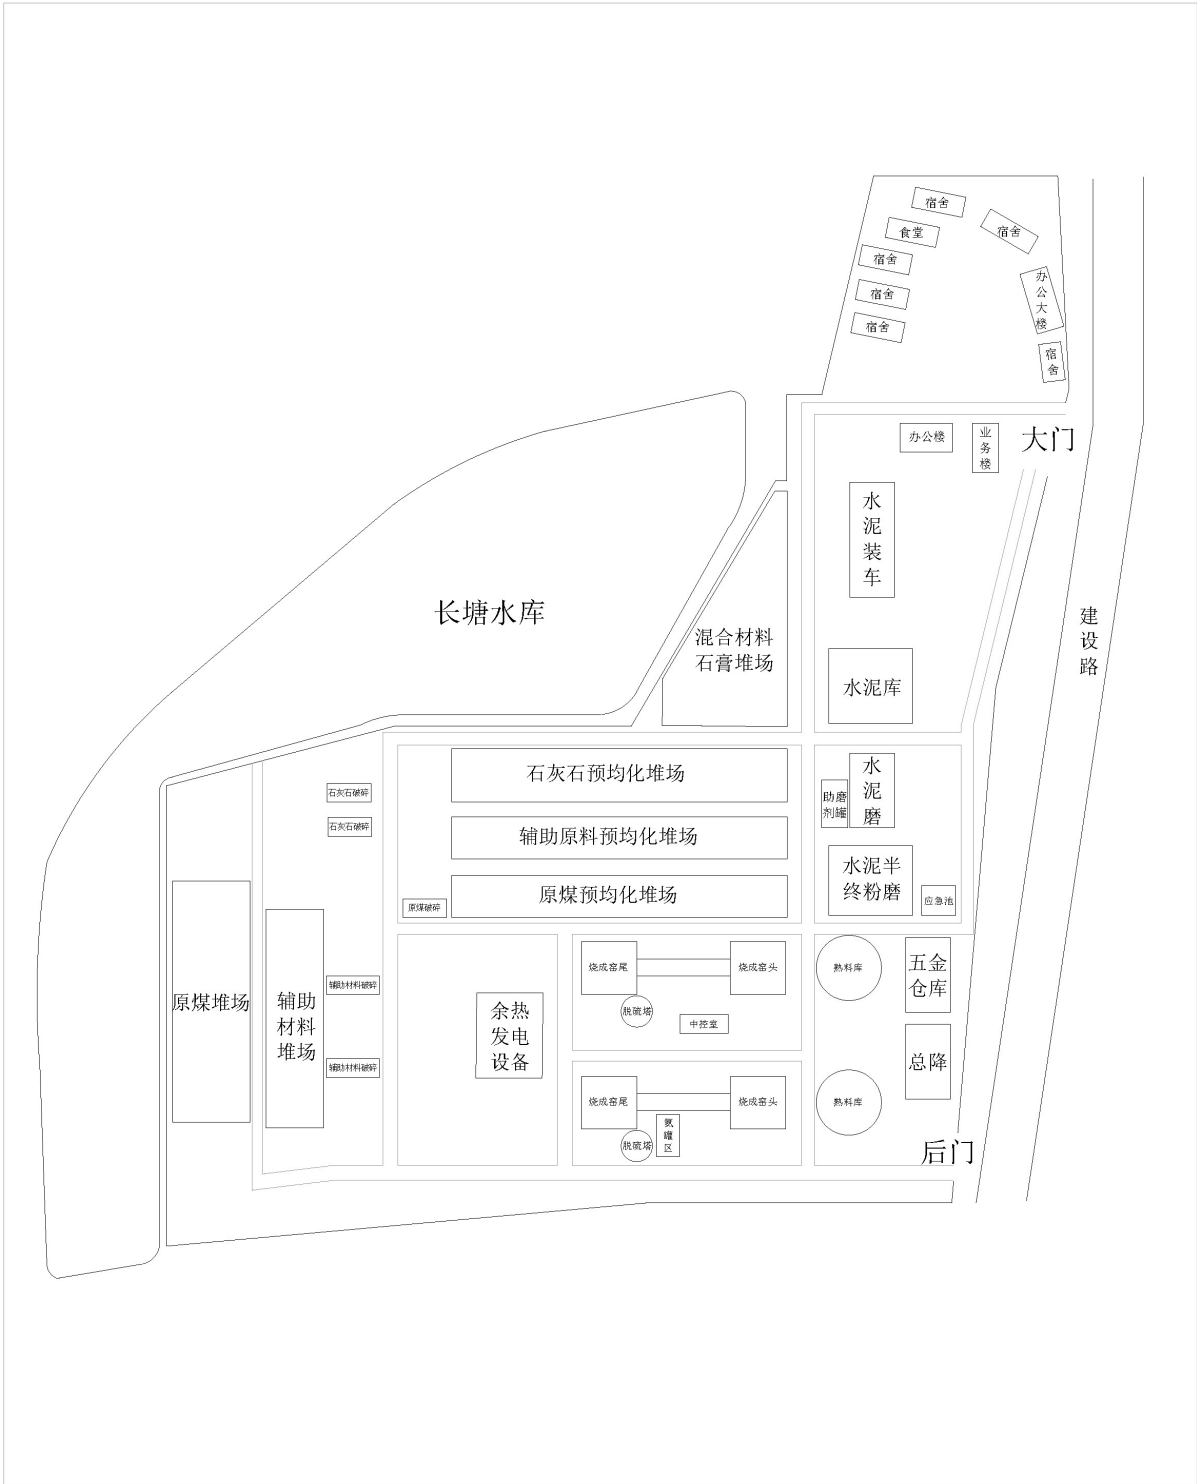 宿舍
宿舍
食堂
宿舍
宿舍
宿舍
办公大楼
宿舍
办公楼
业务楼
大门
水泥装车
长塘水库
建设路
混合材料
石膏堆场
水泥库
石灰石预均化堆场
水泥磨
石灰石破碎
助磨
剂罐
石灰石破碎
辅助原料预均化堆场
水泥半
终粉磨
原煤预均化堆场
原煤破碎
应急池
烧成窑尾
烧成窑头
熟料库
五金
仓库
辅助材料破碎
原煤堆场
辅助
材料
堆场
余热
发电
设备
脱硫塔
中控室
总降
辅助材料破碎
烧成窑尾
烧成窑头
熟料库
氨罐区
脱硫塔
后门